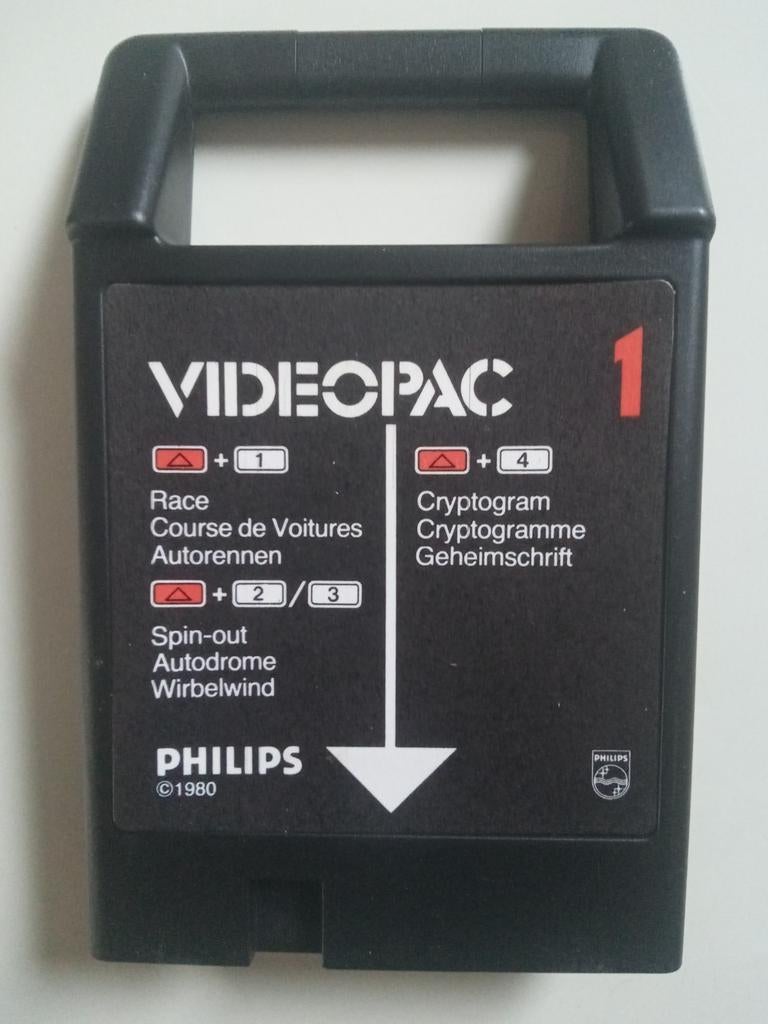 VIDEOPAC 1
+ 1
Race
Course de Voitures
Autorennen
+ 2 / 3
Spin-out
Autodrome
Wirbelwind
+ 4
Cryptogram
Cryptogramme
Geheimschrift
PHILIPS
©1980
PHILIPS